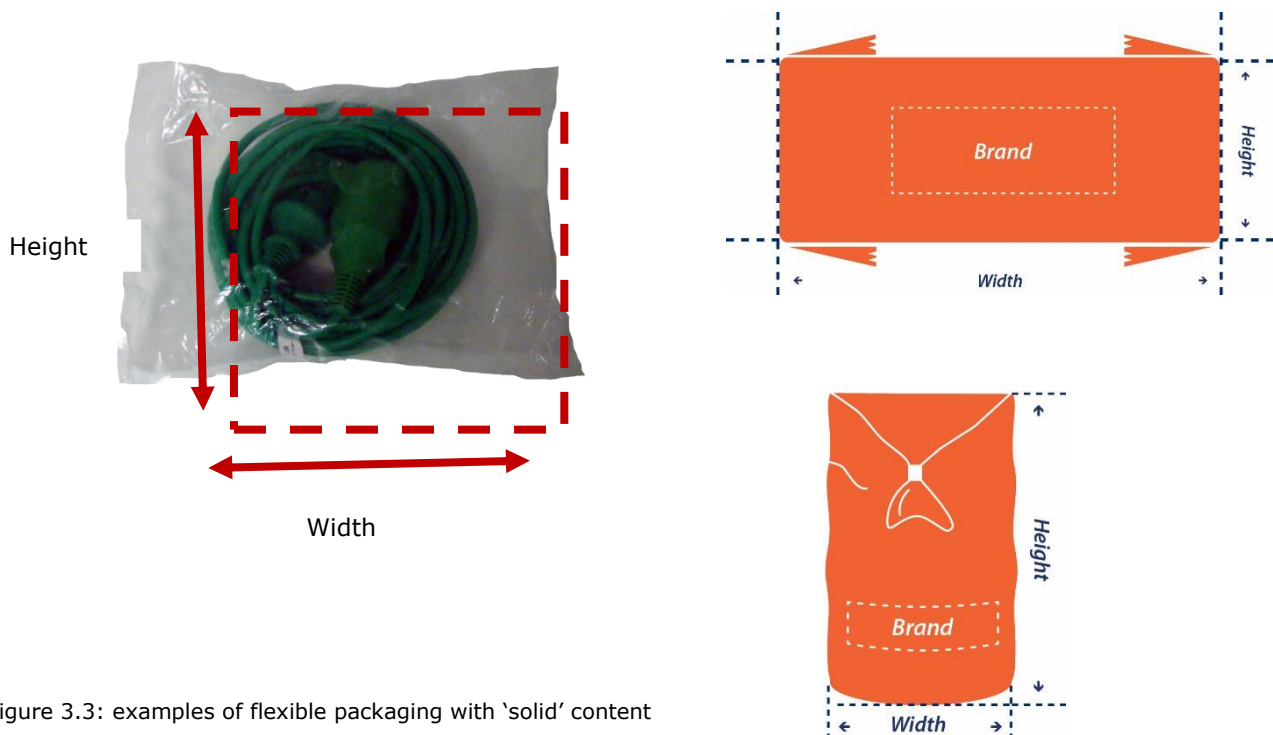 Height
Width
igure 3.3: examples of flexible packaging with ‘solid’ content
Brand
Height
Width
Brand
Height
Width